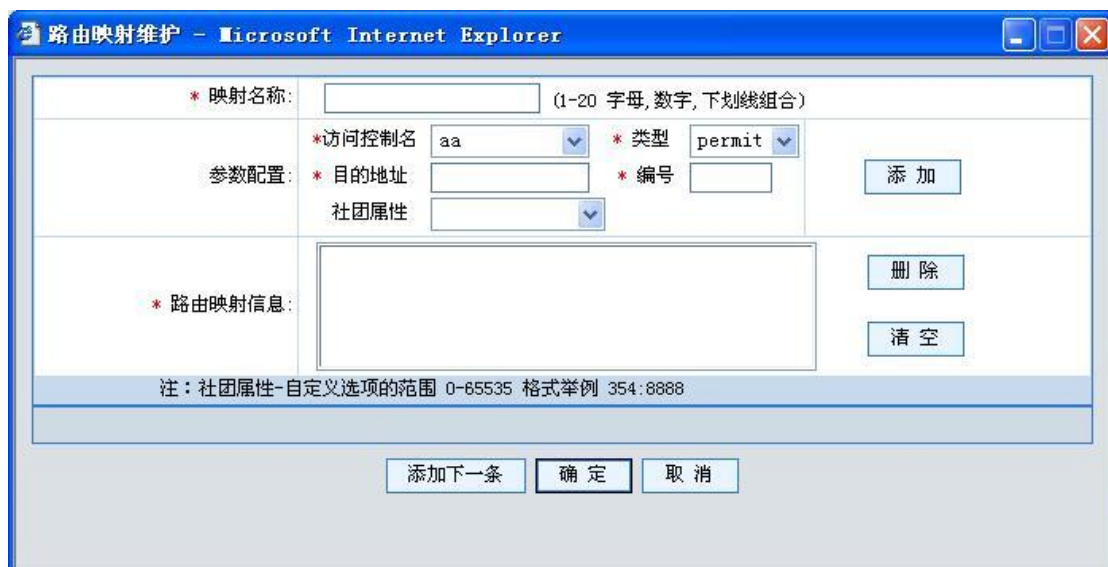 路由映射维护 - Microsoft Internet Explorer
* 映射名称: (1-20 字母,数字,下划线组合)
*访问控制名 aa * 类型 permit
参数配置: * 目的地址 * 编号 添 加
社团属性
删 除
* 路由映射信息:
清 空
注：社团属性-自定义选项的范围 0-65535 格式举例 354:8888
添加下一条 确 定 取 消